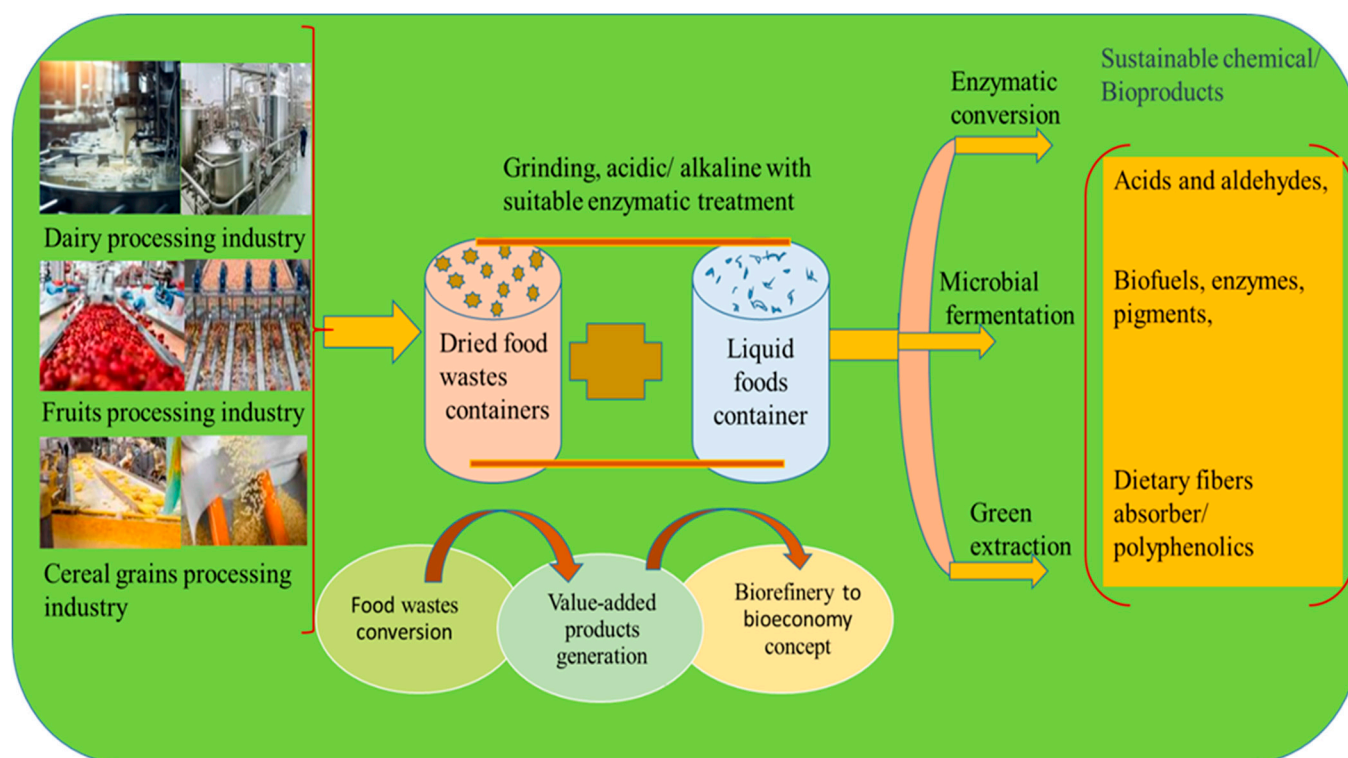 Dairy processing industry
Fruits processing industry
Cereal grains processing
industry
Grinding, acidic/ alkaline with
suitable enzymatic treatment
Dried food
wastes
containers
Liquid
foods
container
Food wastes
conversion
Value-added
products
generation
Biorefinery to
bioeconomy
concept
Enzymatic
conversion
Microbial
fermentation
Green
extraction
Sustainable chemical/
Bioproducts
Acids and aldehydes,
Biofuels, enzymes,
pigments,
Dietary fibers
absorber/
polyphenolics